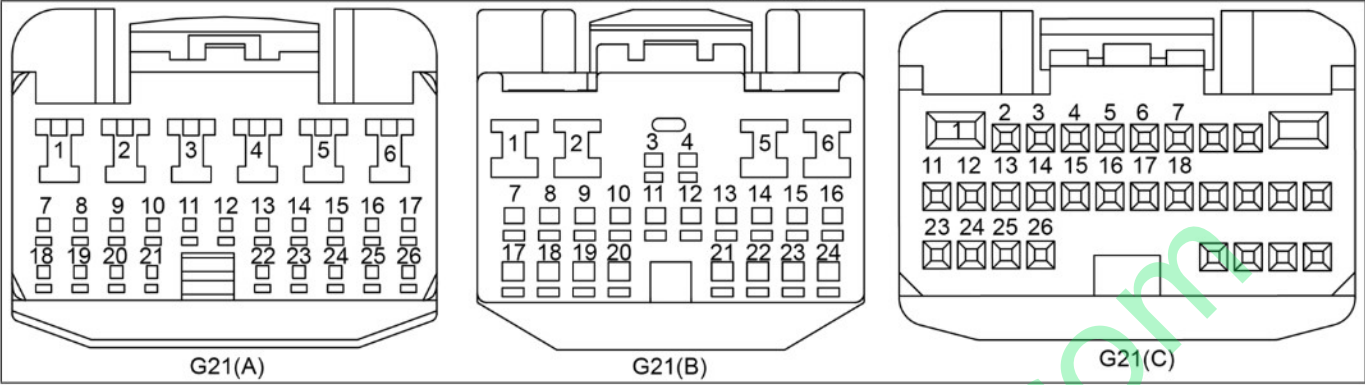 1 2 3 4 5 6
7 8 9 10 11 12 13 14 15 16 17
18 19 20 21 22 23 24 25 26
G21(A)
1 2 3 4 5 6
7 8 9 10 11 12 13 14 15 16
17 18 19 20 21 22 23 24
G21(B)
1 2 3 4 5 6 7
11 12 13 14 15 16 17 18
23 24 25 26
G21(C)
com